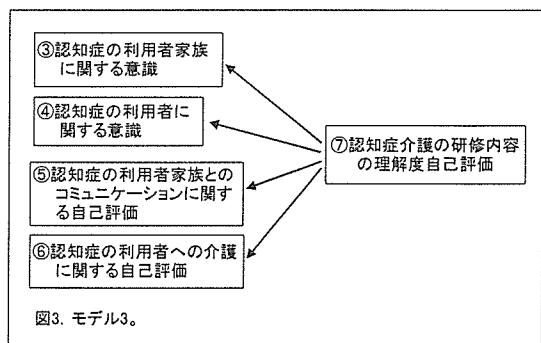 ③認知症の利用者家族
に関する意識
④認知症の利用者に
関する意識
⑤認知症の利用者家族との
コミュニケーションに関す
る自己評価
⑥認知症の利用者への介護
に関する自己評価
⑦認知症介護の研修内容
の理解度自己評価
図3. モデル3。